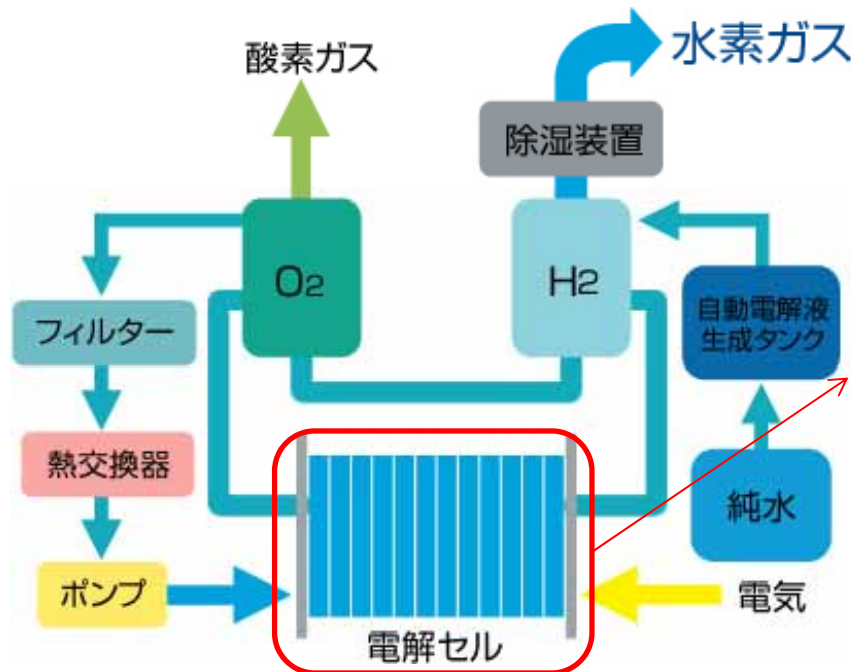 酸素ガス
水素ガス
除湿装置
O2
H2
フィルター
自動電解液
生成タンク
熱交換器
純水
ポンプ
電気
電解セル